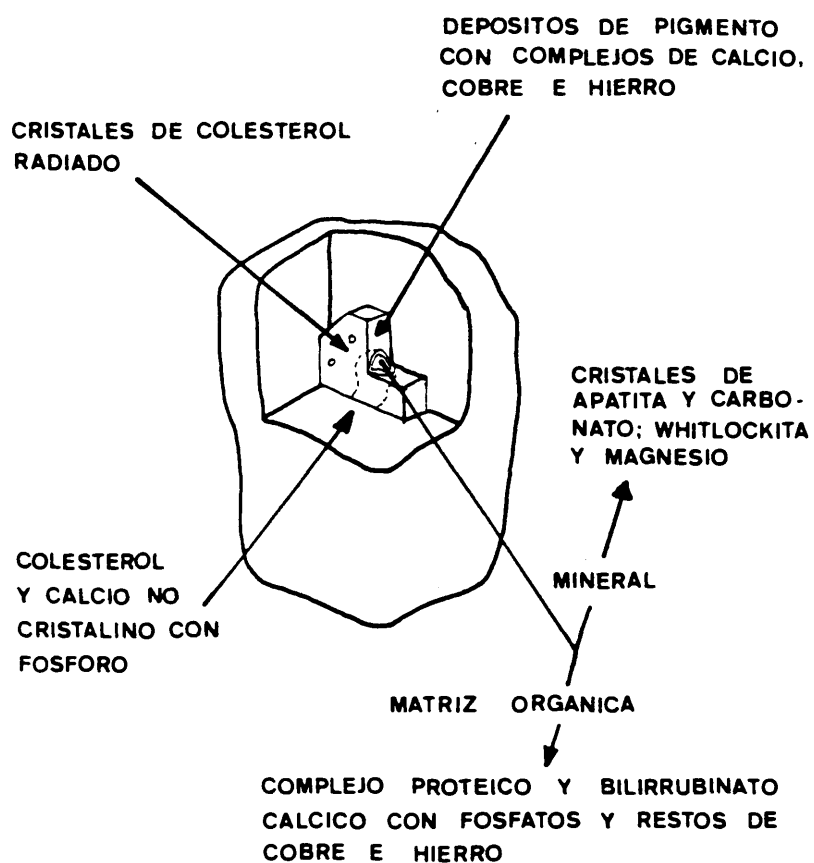 DEPOSITOS DE PIGMENTO
CON COMPLEJOS DE CALCIO,
COBRE E HIERRO
CRISTALES DE COLESTEROL
RADIADO
CRISTALES DE
APATITA Y CARBO-
NATO; WHITLOCKITA
Y MAGNESIO
COLESTEROL
Y CALCIO NO
CRISTALINO CON
FOSFORO
MINERAL
MATRIZ ORGANICA
COMPLEJO PROTEICO Y BILIRRUBINATO
CALCICO CON FOSFATOS Y RESTOS DE
COBRE E HIERRO